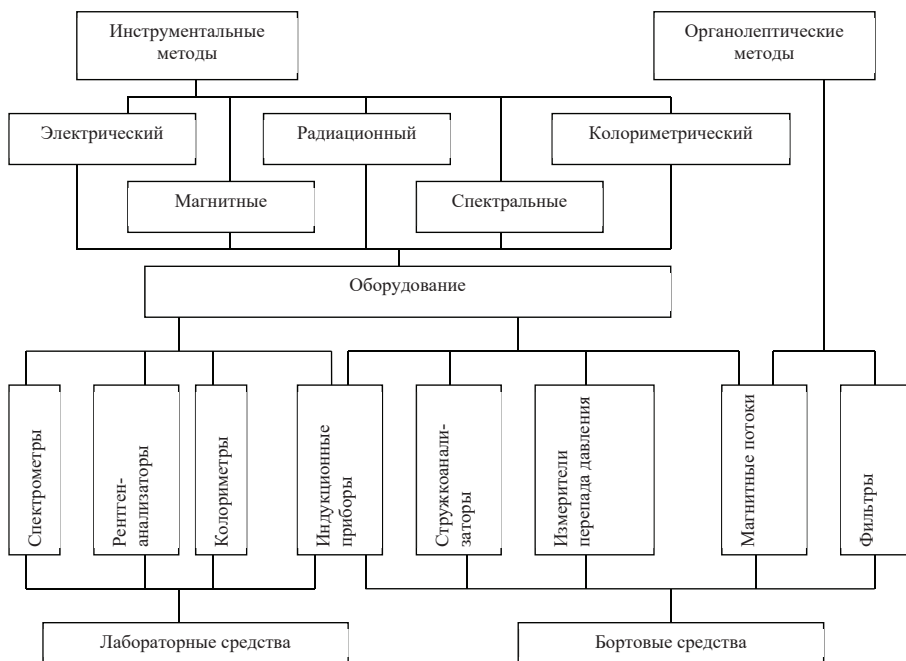 Инструментальные
методы
Органолептические
методы
Электрический
Радиационный
Колориметрический
Магнитные
Спектральные
Оборудование
Спектрометры
Рентген-
анализаторы
Колориметры
Индукционные
приборы
Стружкоанали-
заторы
Измерители
перепада давления
Магнитные потоки
Фильтры
Лабораторные средства
Бортовые средства